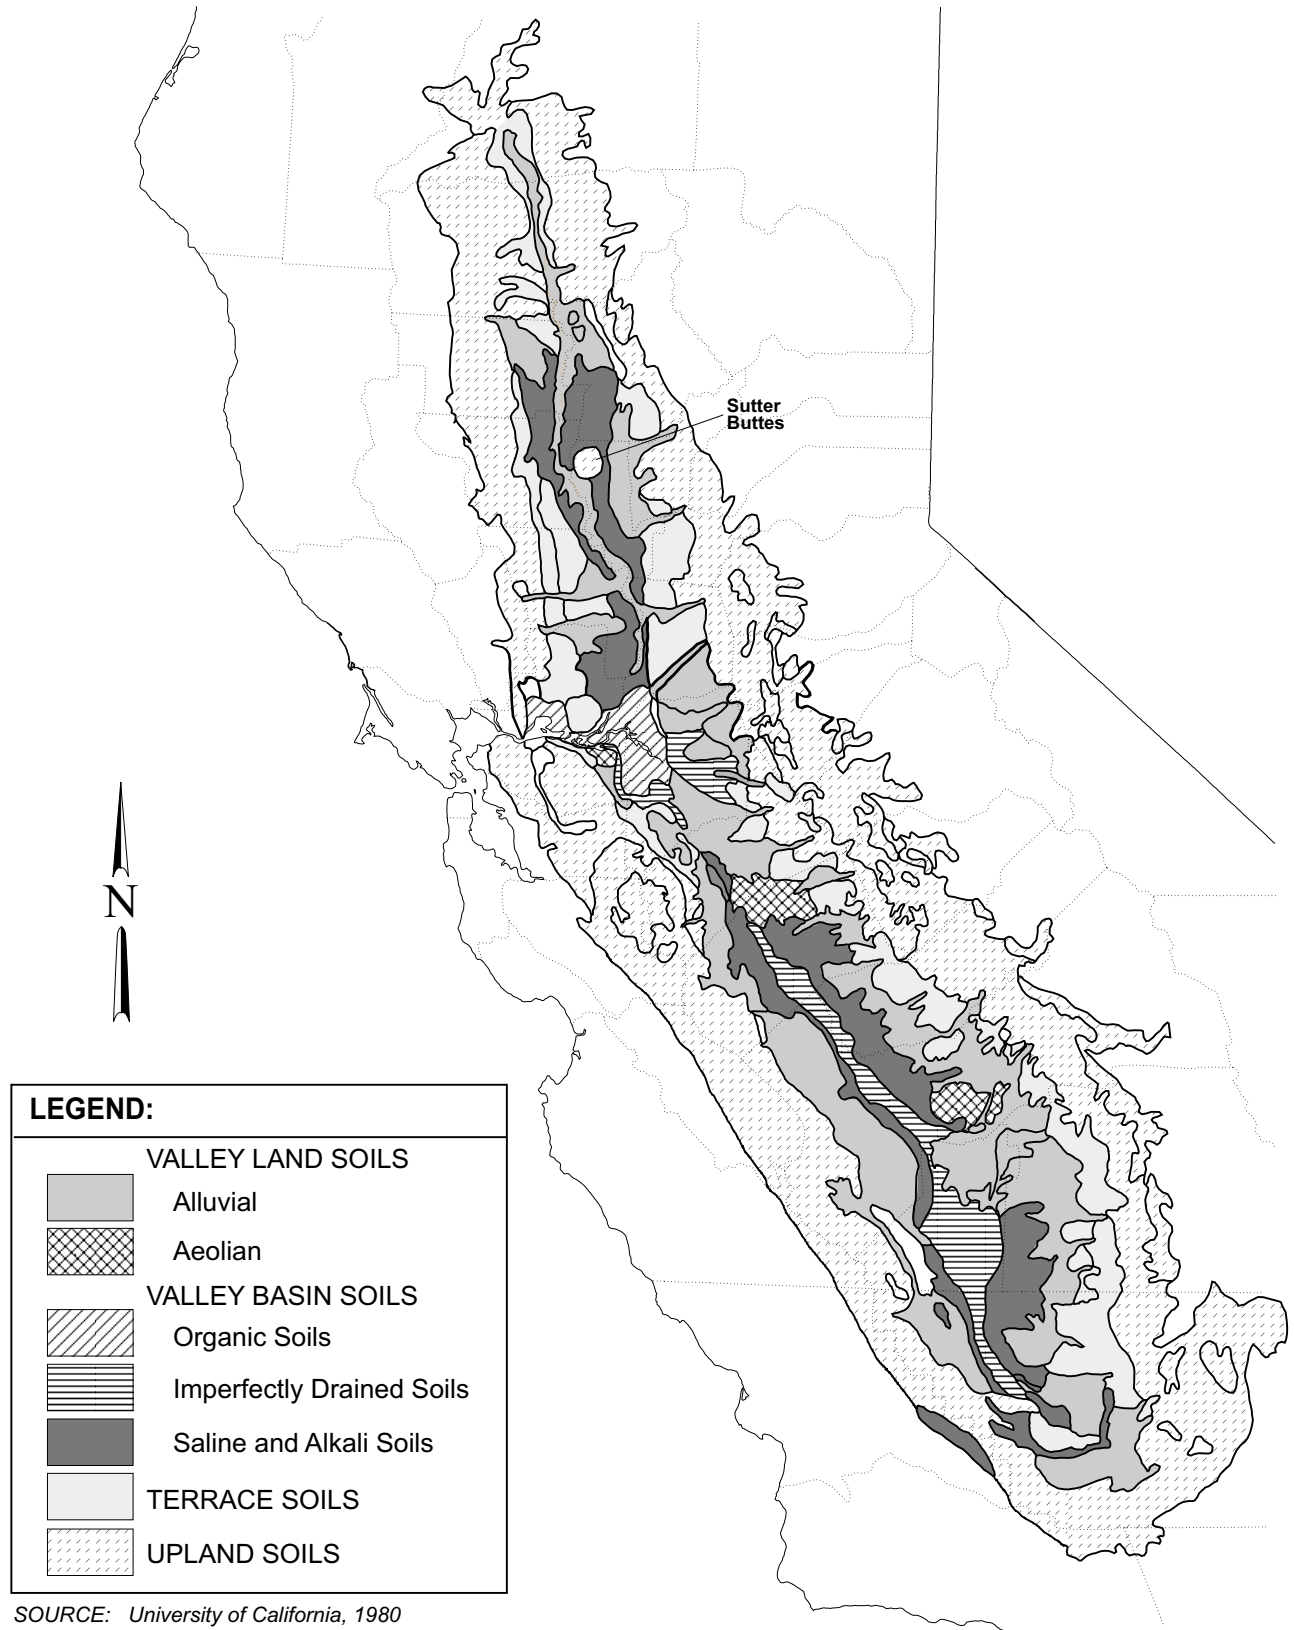 Sutter
Buttes
N
LEGEND:
VALLEY LAND SOILS
Alluvial
Aeolian
VALLEY BASIN SOILS
Organic Soils
Imperfectly Drained Soils
Saline and Alkali Soils
TERRACE SOILS
UPLAND SOILS
SOURCE: University of California, 1980